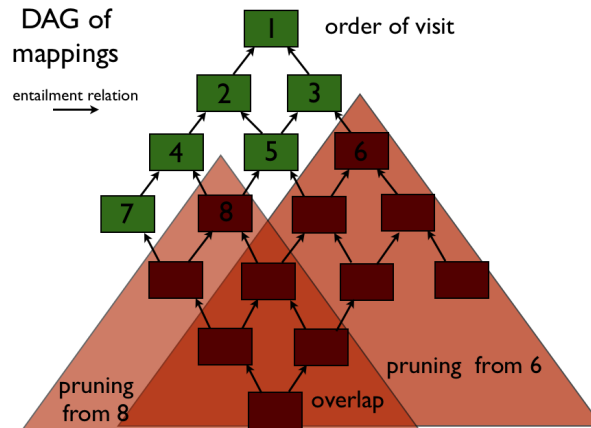 DAG of
mappings
entailment relation
order of visit
1
2
3
4
5
6
7
8
pruning from 6
pruning
from 8
overlap